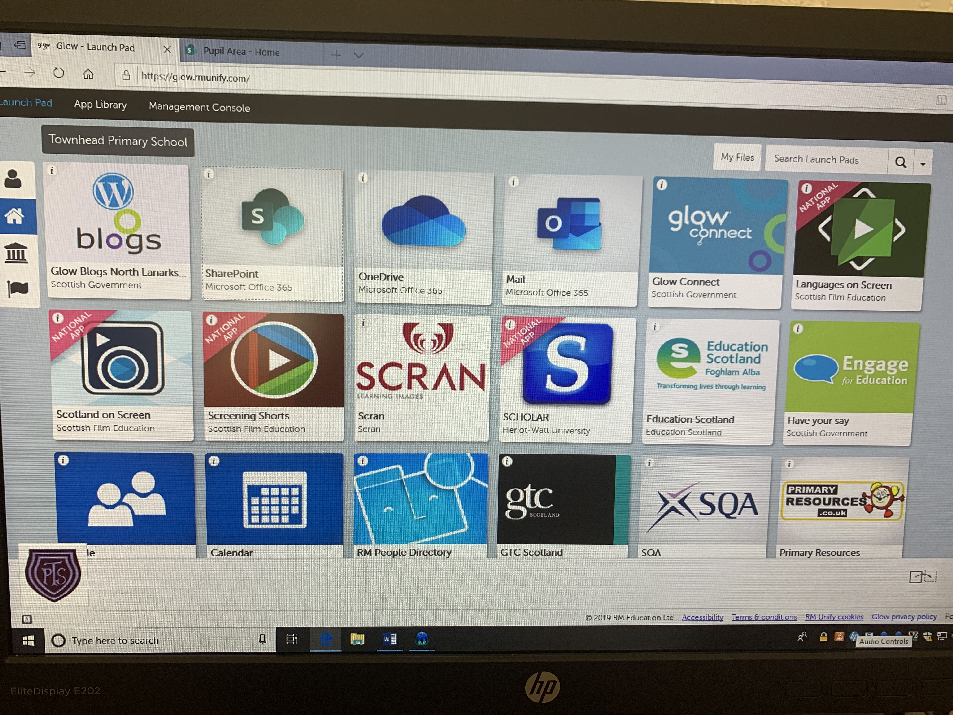 Glow - Launch Pad
Pupil Area - Home
https://glow.rmunify.com/
Launch Pad App Library Management Console
Townhead Primary School
My Files
Search Launch Pads
blogs
Glow Blogs North Lanarks...
Scottish Government
S
SharePoint
Microsoft Office 365
OneDrive
Microsoft Office 365
O
Mail
Microsoft Office 365
glow
connect
Glow Connect
Scottish Government
NATIONAL
APP
Languages on Screen
Scottish Film Education
NATIONAL
APP
Scotland on Screen
Scottish Film Education
NATIONAL
APP
Screening Shorts
Scottish Film Education
SCRAN
LEARNING IMAGES
Scran
Scran
NATIONAL
APP
S
SCHOLAR
Heriot-Watt University
Education
Scotland
Foghlam Alba
Transforming lives through learning
Education Scotland
Education Scotland
Engage
for Education
Have your say
Scottish Government
Calendar
RM People Directory
gtc
SCOTLAND
GTC Scotland
SQA
SQA
PRIMARY
RESOURCES
.co.uk
Primary Resources
PTS
© 2019 RM Education Ltd. Accessibility Terms & conditions RM Unify cookies Glow privacy policy
Type here to search
Audio Controls
EliteDisplay E202
hp